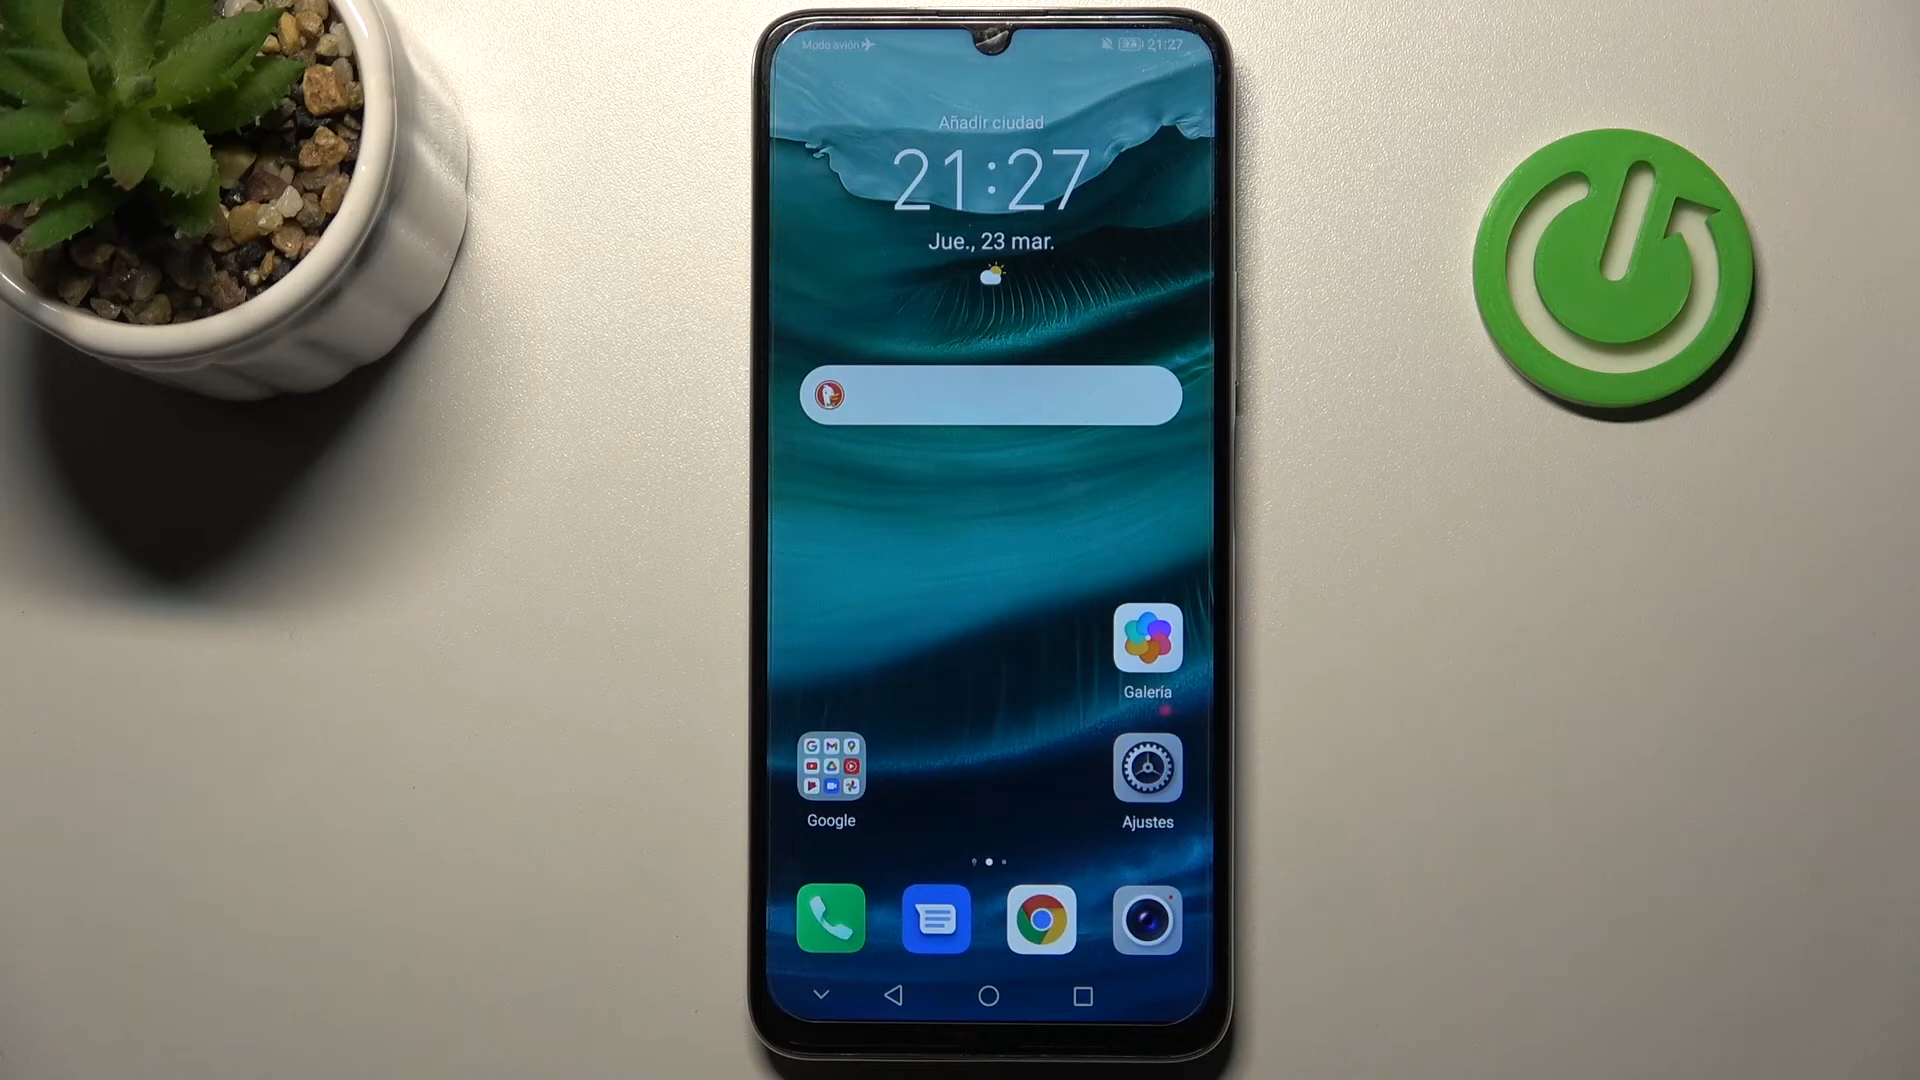 Modo avión
21:27
Añadir ciudad
21:27
Jue., 23 mar.
Galería
Google
Ajustes